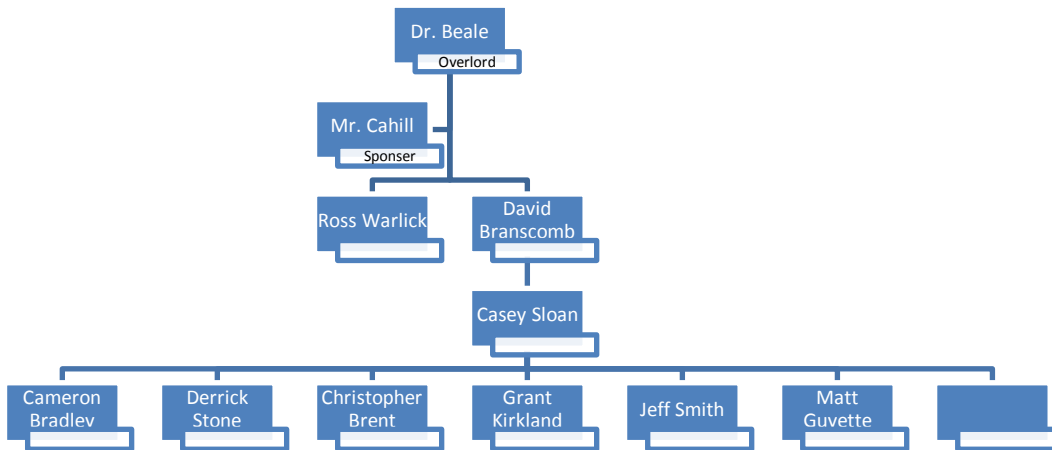 Dr. Beale
Overlord
Mr. Cahill
Sponser
Ross Warlick
David
Branscomb
Casey Sloan
Cameron
Bradley
Derrick
Stone
Christopher
Brent
Grant
Kirkland
Jeff Smith
Matt
Guvette